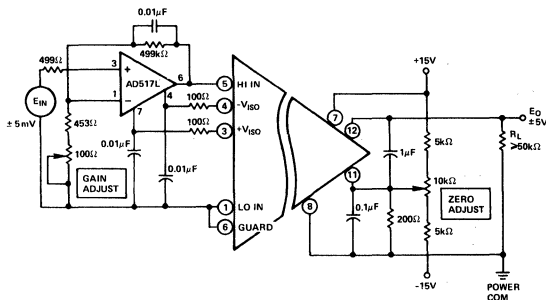 0.01μF
499Ω
499kΩ
+15V
3
+
AD517L
6
5
HI IN
7
12
E_O
±5V
1
−
7
4
100Ω
4
−V_ISO
E_IN
±5mV
100Ω
3
+V_ISO
5kΩ
R_L
≥50kΩ
453Ω
0.01μF
1μF
100Ω
0.01μF
11
10kΩ
GAIN
ADJUST
ZERO
ADJUST
1
LO IN
8
0.1μF
200Ω
6
GUARD
5kΩ
−15V
POWER
COM